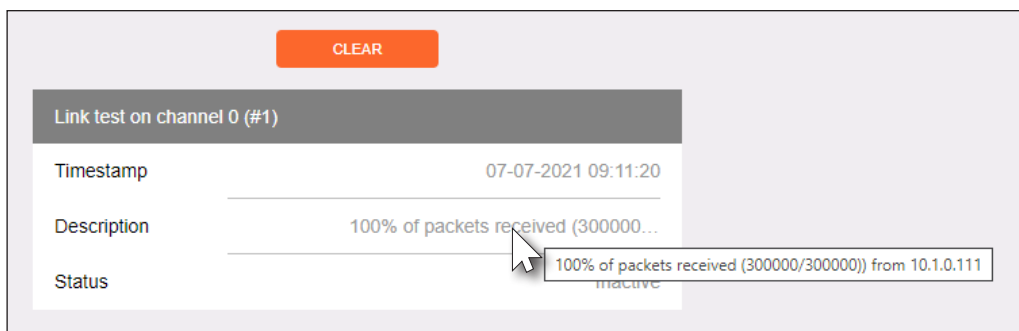 CLEAR
Link test on channel 0 (#1)
Timestamp 07-07-2021 09:11:20
Description 100% of packets received (300000...
100% of packets received (300000/300000)) from 10.1.0.111
Status Inactive